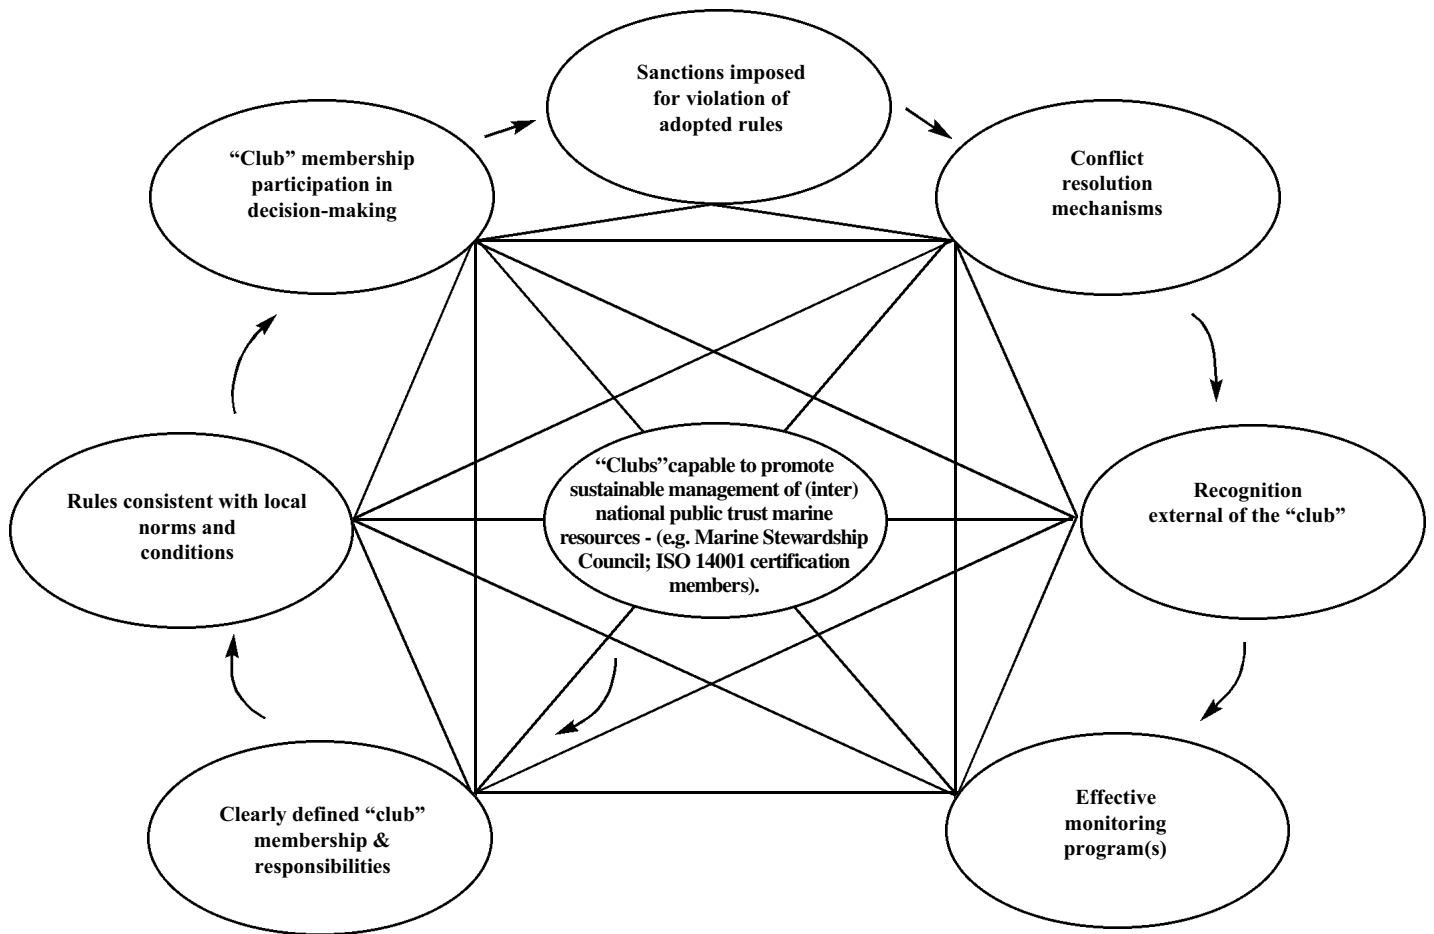 Sanctions imposed
for violation of
adopted rules
“Club” membership
participation in
decision-making
Conflict
resolution
mechanisms
“Clubs”capable to promote
sustainable management of (inter)
national public trust marine
resources - (e.g. Marine Stewardship
Council; ISO 14001 certification
members).
Rules consistent with local
norms and
conditions
Recognition
external of the “club”
Clearly defined “club”
membership &
responsibilities
Effective
monitoring
program(s)